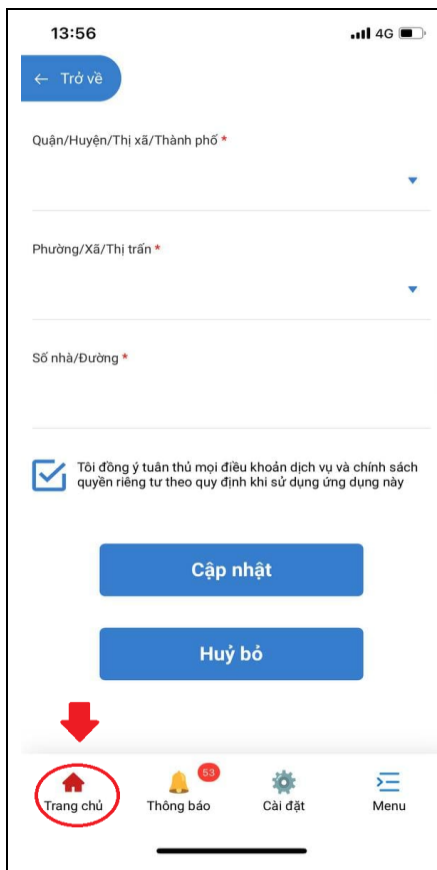 13:56
4G
← Trở về
Quận/Huyện/Thị xã/Thành phố *
Phường/Xã/Thị trấn *
Số nhà/Đường *
Tôi đồng ý tuân thủ mọi điều khoản dịch vụ và chính sách
quyền riêng tư theo quy định khi sử dụng ứng dụng này
Cập nhật
Huỷ bỏ
53
Trang chủ
Thông báo
Cài đặt
Menu